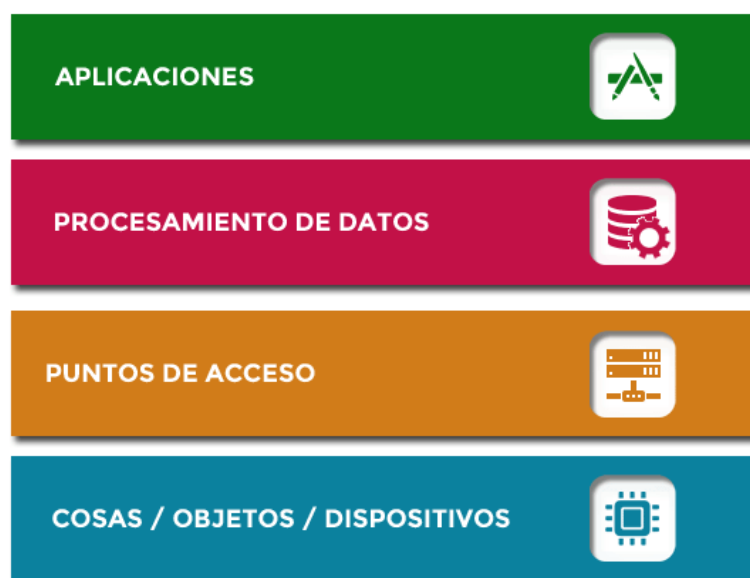 APLICACIONES
PROCESAMIENTO DE DATOS
PUNTOS DE ACCESO
COSAS / OBJETOS / DISPOSITIVOS